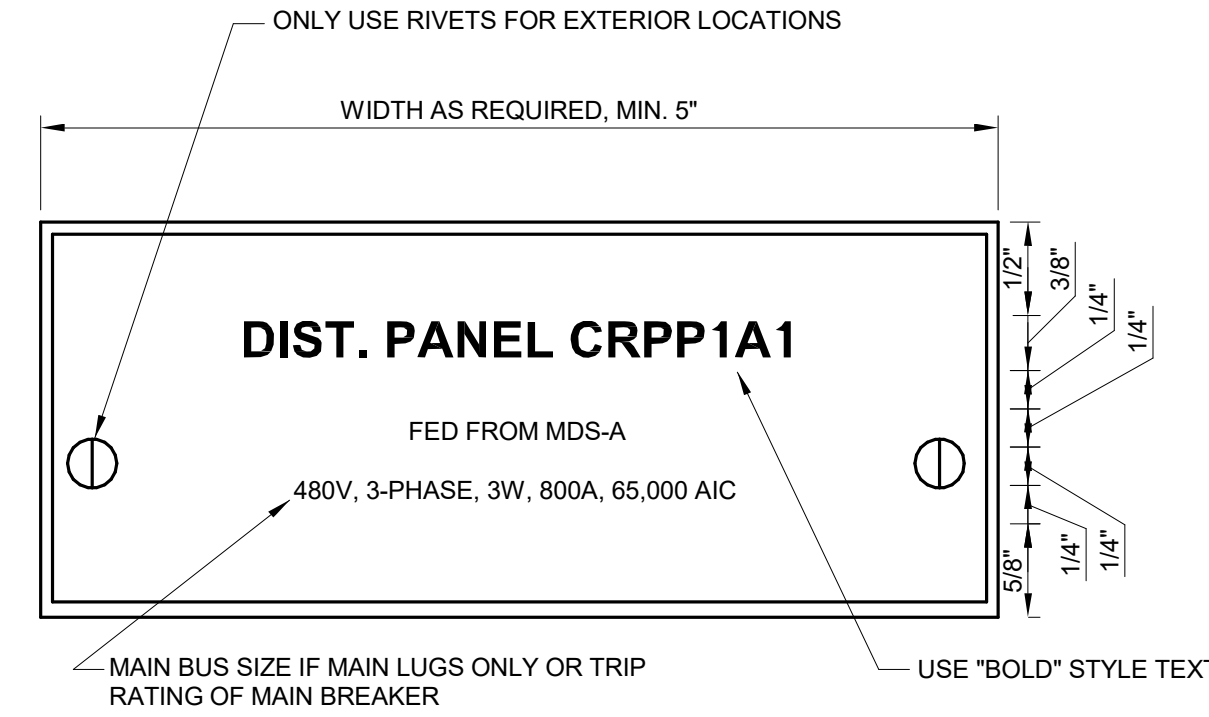 ONLY USE RIVETS FOR EXTERIOR LOCATIONS
WIDTH AS REQUIRED, MIN. 5"
1/2"
3/8"
1/4"
1/4"
DIST. PANEL CRPP1A1
FED FROM MDS-A
480V, 3-PHASE, 3W, 800A, 65,000 AIC
5/8"
1/4"
1/4"
MAIN BUS SIZE IF MAIN LUGS ONLY OR TRIP
RATING OF MAIN BREAKER
USE "BOLD" STYLE TEXT